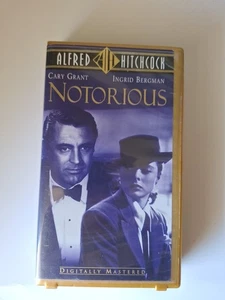 ALFRED HITCHCOCK
CARY GRANT INGRID BERGMAN
NOTORIOUS
DIGITALLY MASTERED